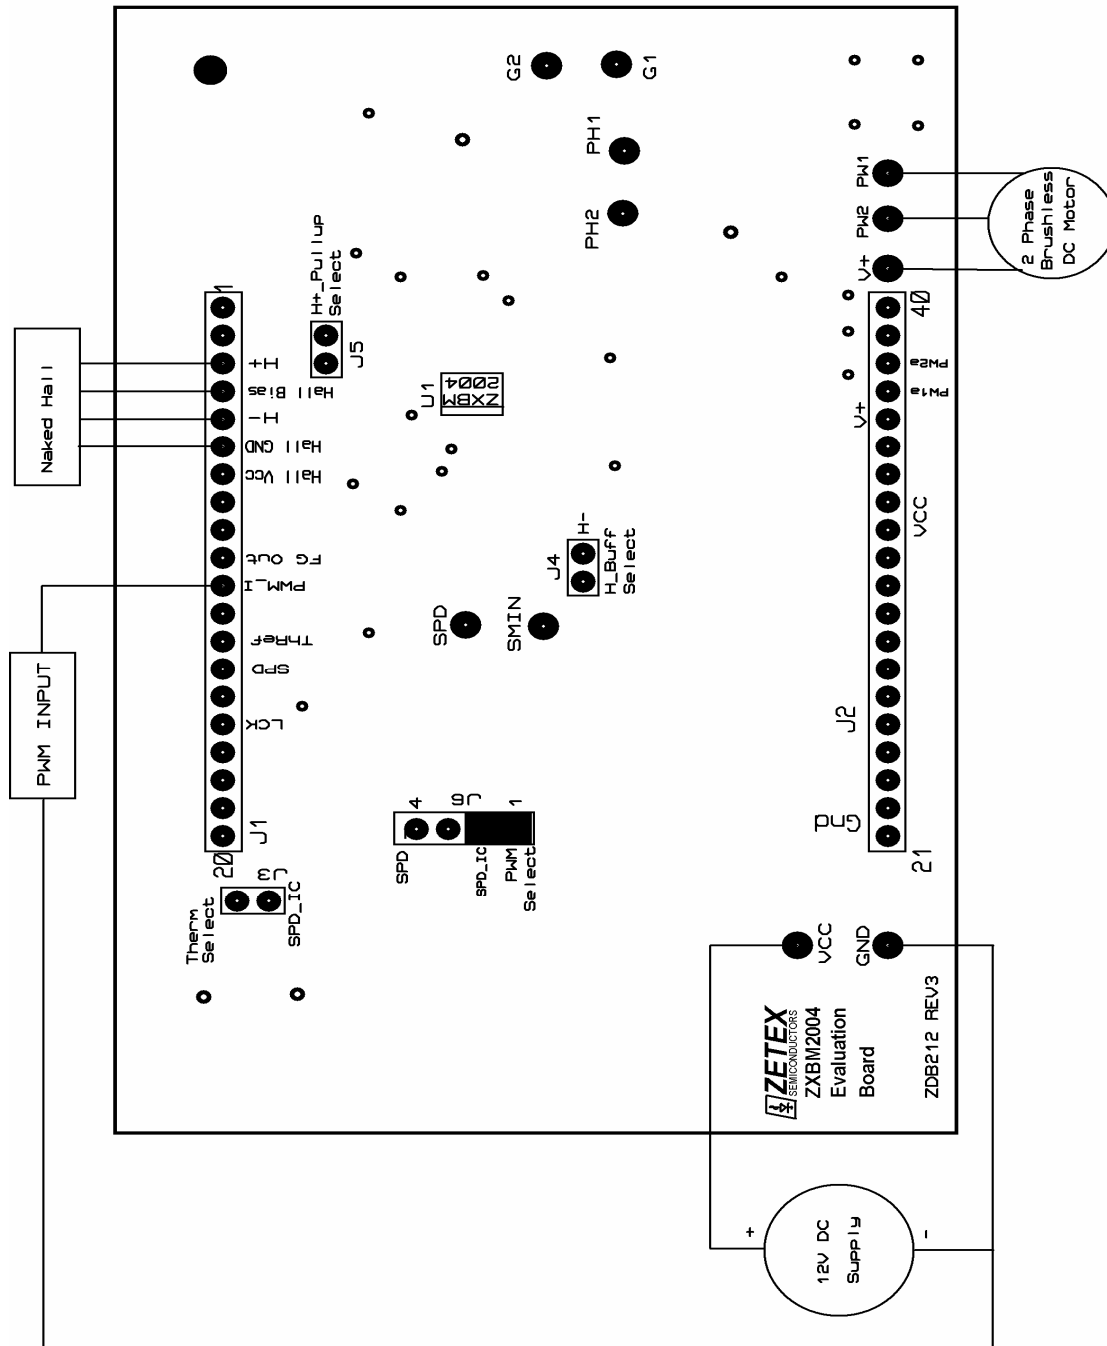 G2
G1
PH1
PH2
PW1
PW2
V+
2 Phase
Brushless
DC Motor
H+_Pullup
Select
J5
1
H+
Hall Bias
H-
Hall GND
Hall Vcc
FG Out
PWM_I
ThRef
SPD
LCK
J1
20
Naked Hall
PWM INPUT
U1
ZXBM
2004
J4
H-
H_Buff
Select
SPD
SMIN
40
PW2a
PW1a
V+
VCC
J2
Gnd
21
SPD
4
J6
1
SPD_IC
PWM
Select
J3
Therm
Select
SPD_IC
VCC
GND
ZETEX
SEMICONDUCTORS
ZXBM2004
Evaluation
Board
ZDB212 REV3
+
12V DC
Supply
-